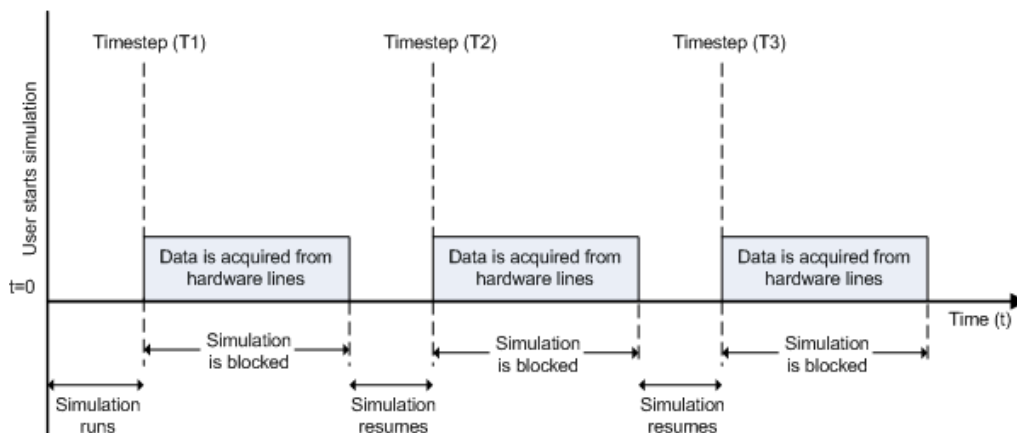 Timestep (T1)
Timestep (T2)
Timestep (T3)
User starts simulation
Data is acquired from
hardware lines
Data is acquired from
hardware lines
Data is acquired from
hardware lines
t=0
Time (t)
Simulation
is blocked
Simulation
is blocked
Simulation
is blocked
Simulation
runs
Simulation
resumes
Simulation
resumes